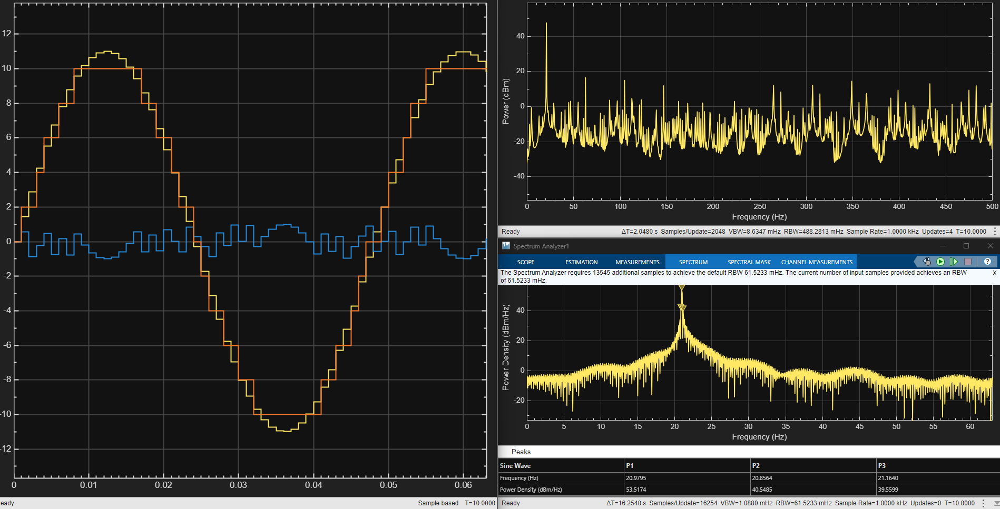 12
10
8
6
4
2
0
-2
-4
-6
-8
-10
-12
0 0.01 0.02 0.03 0.04 0.05 0.06
eady Sample based T=10.0000
Power (dBm)
40
20
0
-20
-40
0 50 100 150 200 250 300 350 400 450 500
Frequency (Hz)
Ready ΔT=2.0480 s Samples/Update=2048 VBW=8.6347 mHz RBW=488.2813 mHz Sample Rate=1.0000 kHz Updates=4 T=10.0000
Spectrum Analyzer1
SCOPE ESTIMATION MEASUREMENTS SPECTRUM SPECTRAL MASK CHANNEL MEASUREMENTS ?
The Spectrum Analyzer requires 13545 additional samples to achieve the default RBW 61.5233 mHz. The current number of input samples provided achieves an RBW X
of 61.5233 mHz.
Power Density (dBm/Hz)
40
20
0
-20
0 5 10 15 20 25 30 35 40 45 50 55 60
Frequency (Hz)
Peaks
Sine Wave P1 P2 P3
Frequency (Hz) 20.9795 20.8564 21.1640
Power Density (dBm/Hz) 53.5174 40.5485 39.5599
Ready ΔT=16.2540 s Samples/Update=16254 VBW=1.0880 mHz RBW=61.5233 mHz Sample Rate=1.0000 kHz Updates=0 T=10.0000